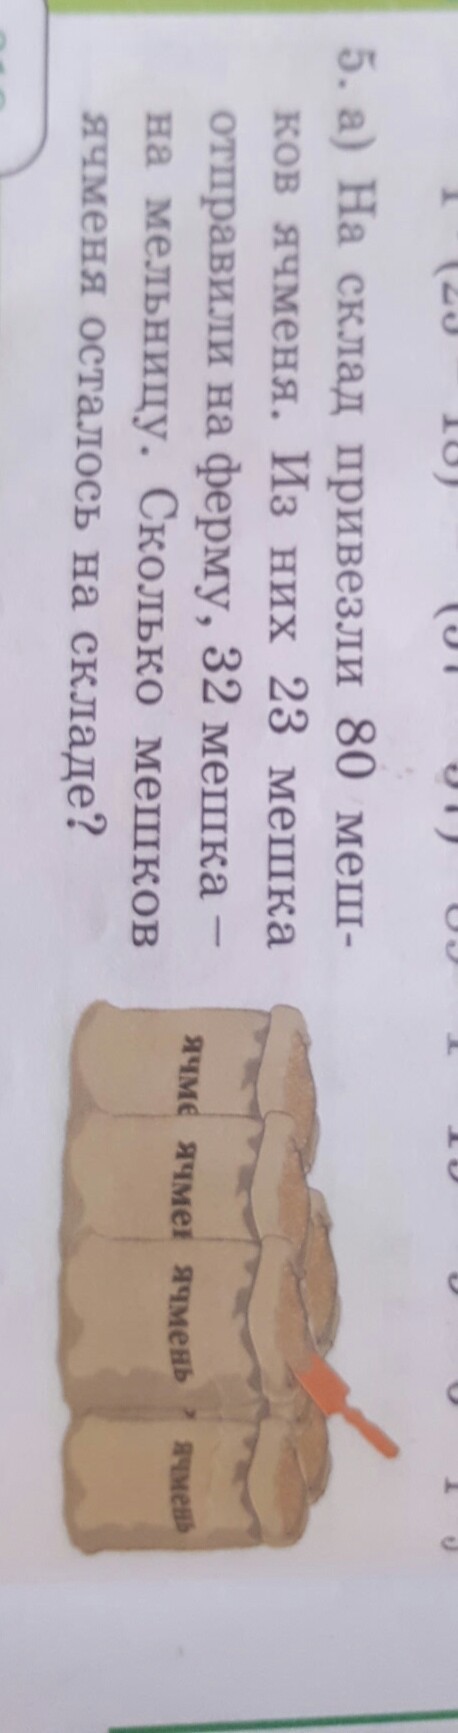 5. а) На склад привезли 80 меш-
ков ячменя. Из них 23 мешка
отправили на ферму, 32 мешка –
на мельницу. Сколько мешков
ячменя осталось на складе?
ячме ячмен ячмень ячмень